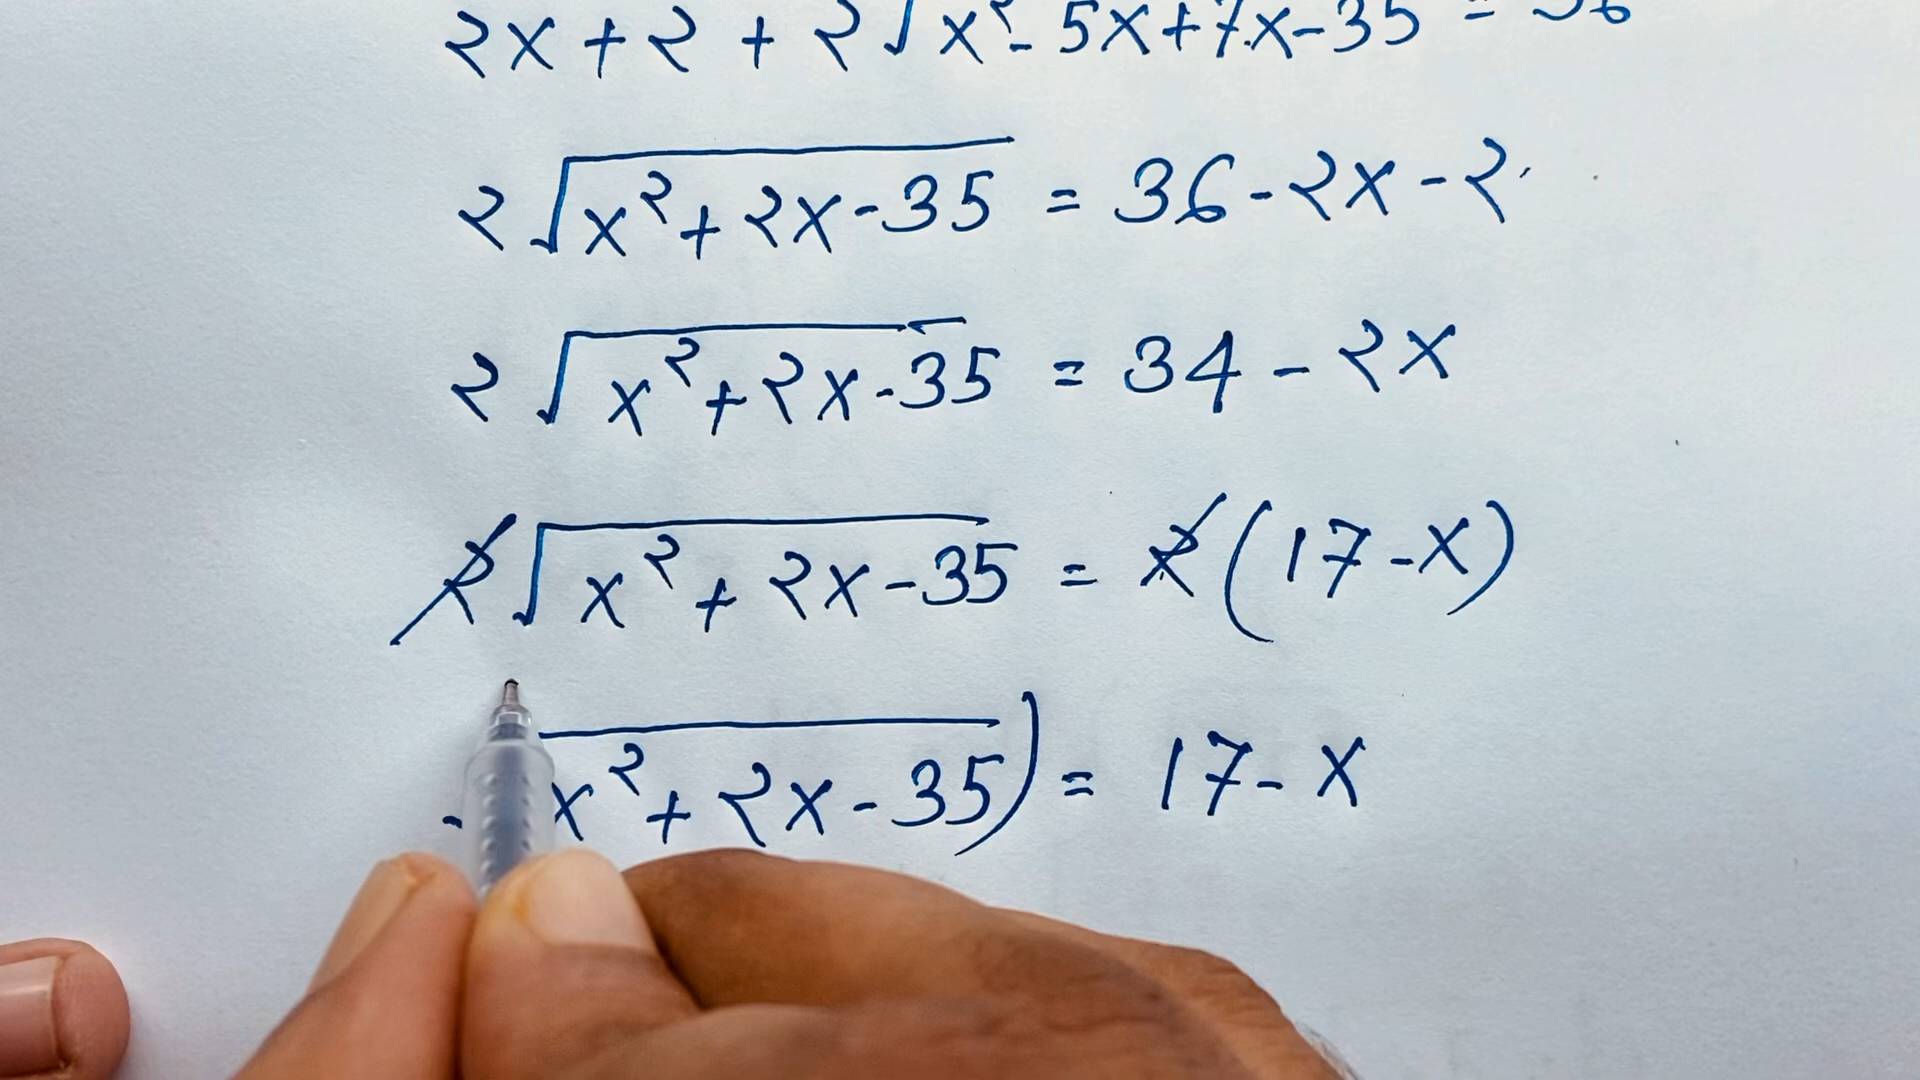 2x + 2 + 2√x² - 5x + 7x - 35 = 36
2√x² + 2x - 35 = 36 - 2x - 2
2√x² + 2x - 35 = 34 - 2x
2√x² + 2x - 35 = 2(17 - x)
x² + 2x - 35) = 17 - x